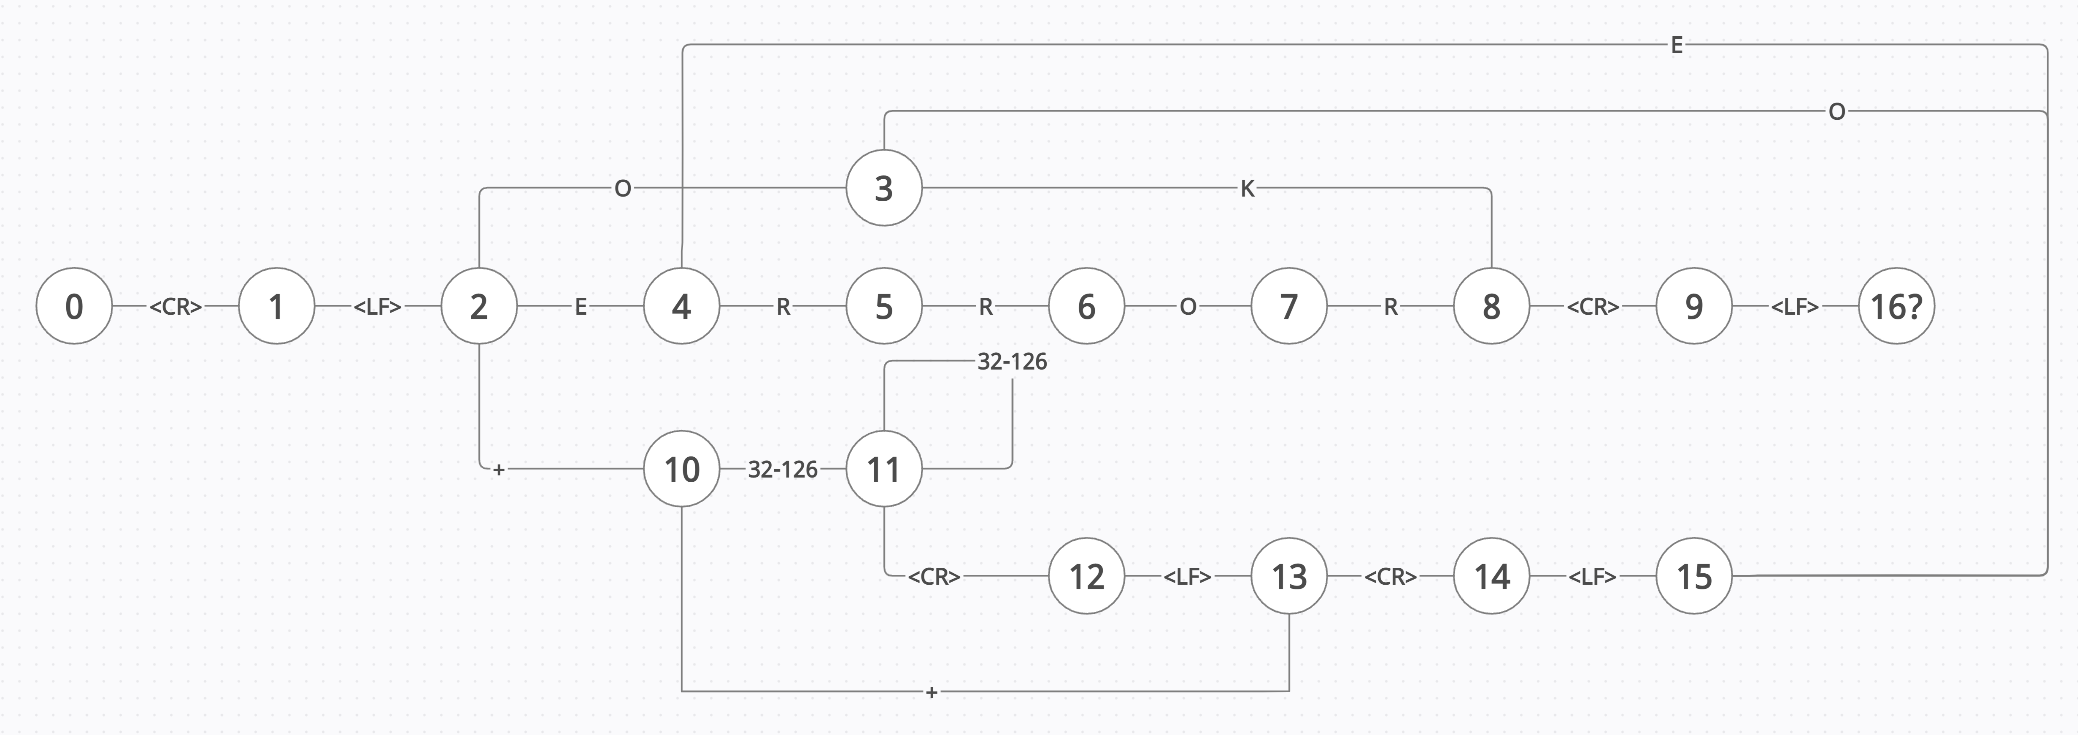 E
O
O 3 K
0 <CR> 1 <LF> 2 E 4 R 5 R 6 O 7 R 8 <CR> 9 <LF> 16?
32-126
+ 10 32-126 11
<CR> 12 <LF> 13 <CR> 14 <LF> 15
+